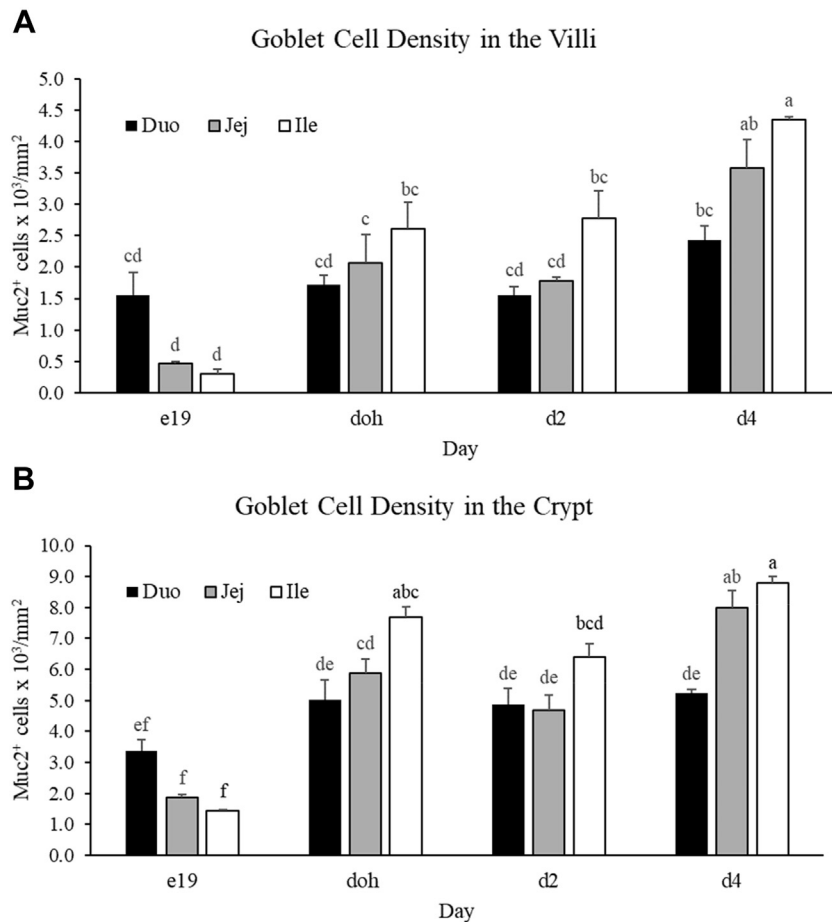 A
Goblet Cell Density in the Villi
Muc2⁺ cells x 10³/mm²
5.0
4.5
4.0
3.5
3.0
2.5
2.0
1.5
1.0
0.5
0.0
Duo Jej Ile
cd d d
cd c bc
cd cd bc
bc ab a
e19 doh d2 d4
Day
B
Goblet Cell Density in the Crypt
Muc2⁺ cells x 10³/mm²
10.0
9.0
8.0
7.0
6.0
5.0
4.0
3.0
2.0
1.0
0.0
Duo Jej Ile
ef f f
de cd abc
de de bcd
de ab a
e19 doh d2 d4
Day